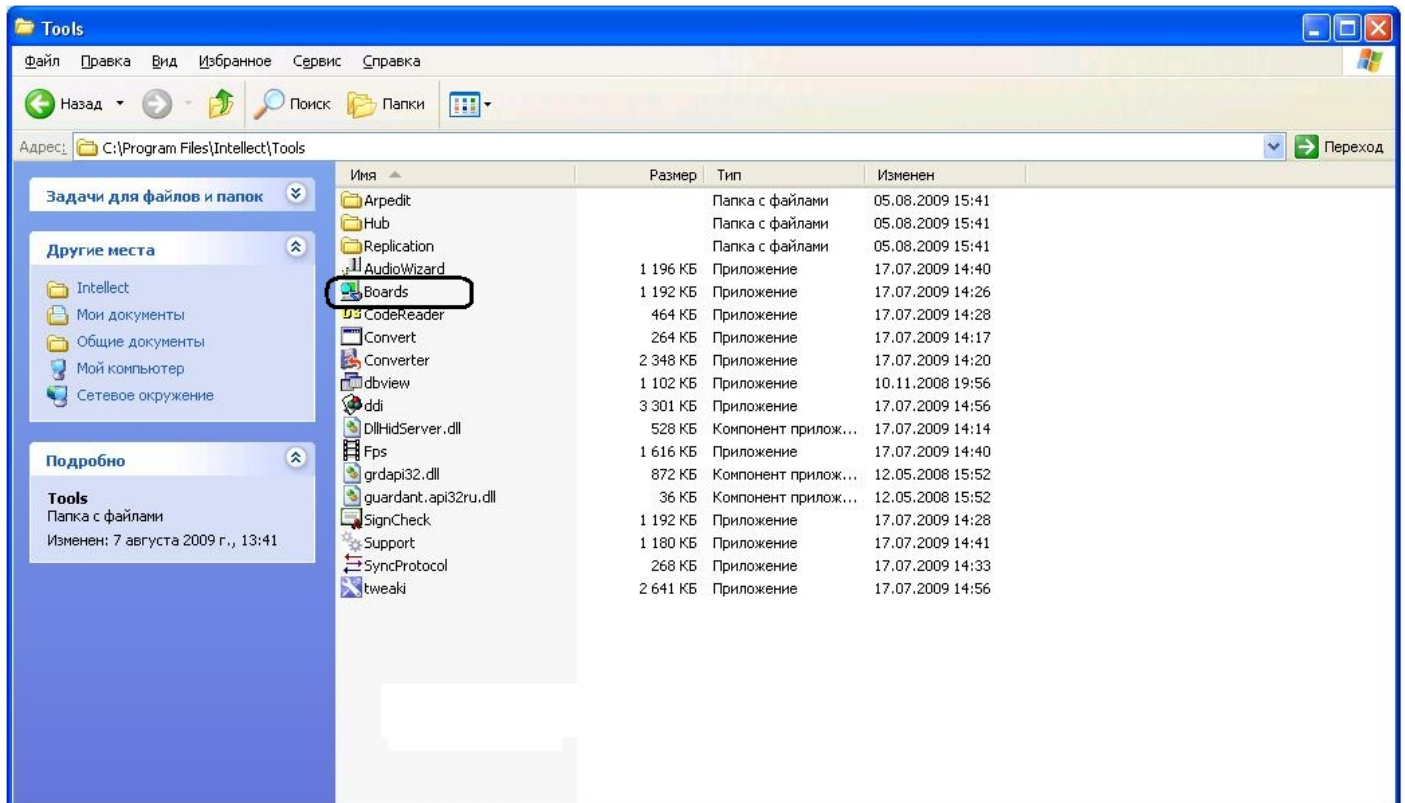 Tools
Файл Правка Вид Избранное Сервис Справка
Назад Поиск Папки
Адрес: C:\Program Files\Intellect\Tools Переход
Задачи для файлов и папок
Другие места
Intellect
Мои документы
Общие документы
Мой компьютер
Сетевое окружение
Подробно
Tools
Папка с файлами
Изменен: 7 августа 2009 г., 13:41
Имя Размер Тип Изменен
Arpedit Папка с файлами 05.08.2009 15:41
Hub Папка с файлами 05.08.2009 15:41
Replication Папка с файлами 05.08.2009 15:41
AudioWizard 1 196 КБ Приложение 17.07.2009 14:40
Boards 1 192 КБ Приложение 17.07.2009 14:26
CodeReader 464 КБ Приложение 17.07.2009 14:28
Convert 264 КБ Приложение 17.07.2009 14:17
Converter 2 348 КБ Приложение 17.07.2009 14:20
dbview 1 102 КБ Приложение 10.11.2008 19:56
ddi 3 301 КБ Приложение 17.07.2009 14:56
DllHidServer.dll 528 КБ Компонент прилож... 17.07.2009 14:14
Fps 1 616 КБ Приложение 17.07.2009 14:40
grdapi32.dll 872 КБ Компонент прилож... 12.05.2008 15:52
guardant.api32ru.dll 36 КБ Компонент прилож... 12.05.2008 15:52
SignCheck 1 192 КБ Приложение 17.07.2009 14:28
Support 1 180 КБ Приложение 17.07.2009 14:41
SyncProtocol 268 КБ Приложение 17.07.2009 14:33
tweaki 2 641 КБ Приложение 17.07.2009 14:56